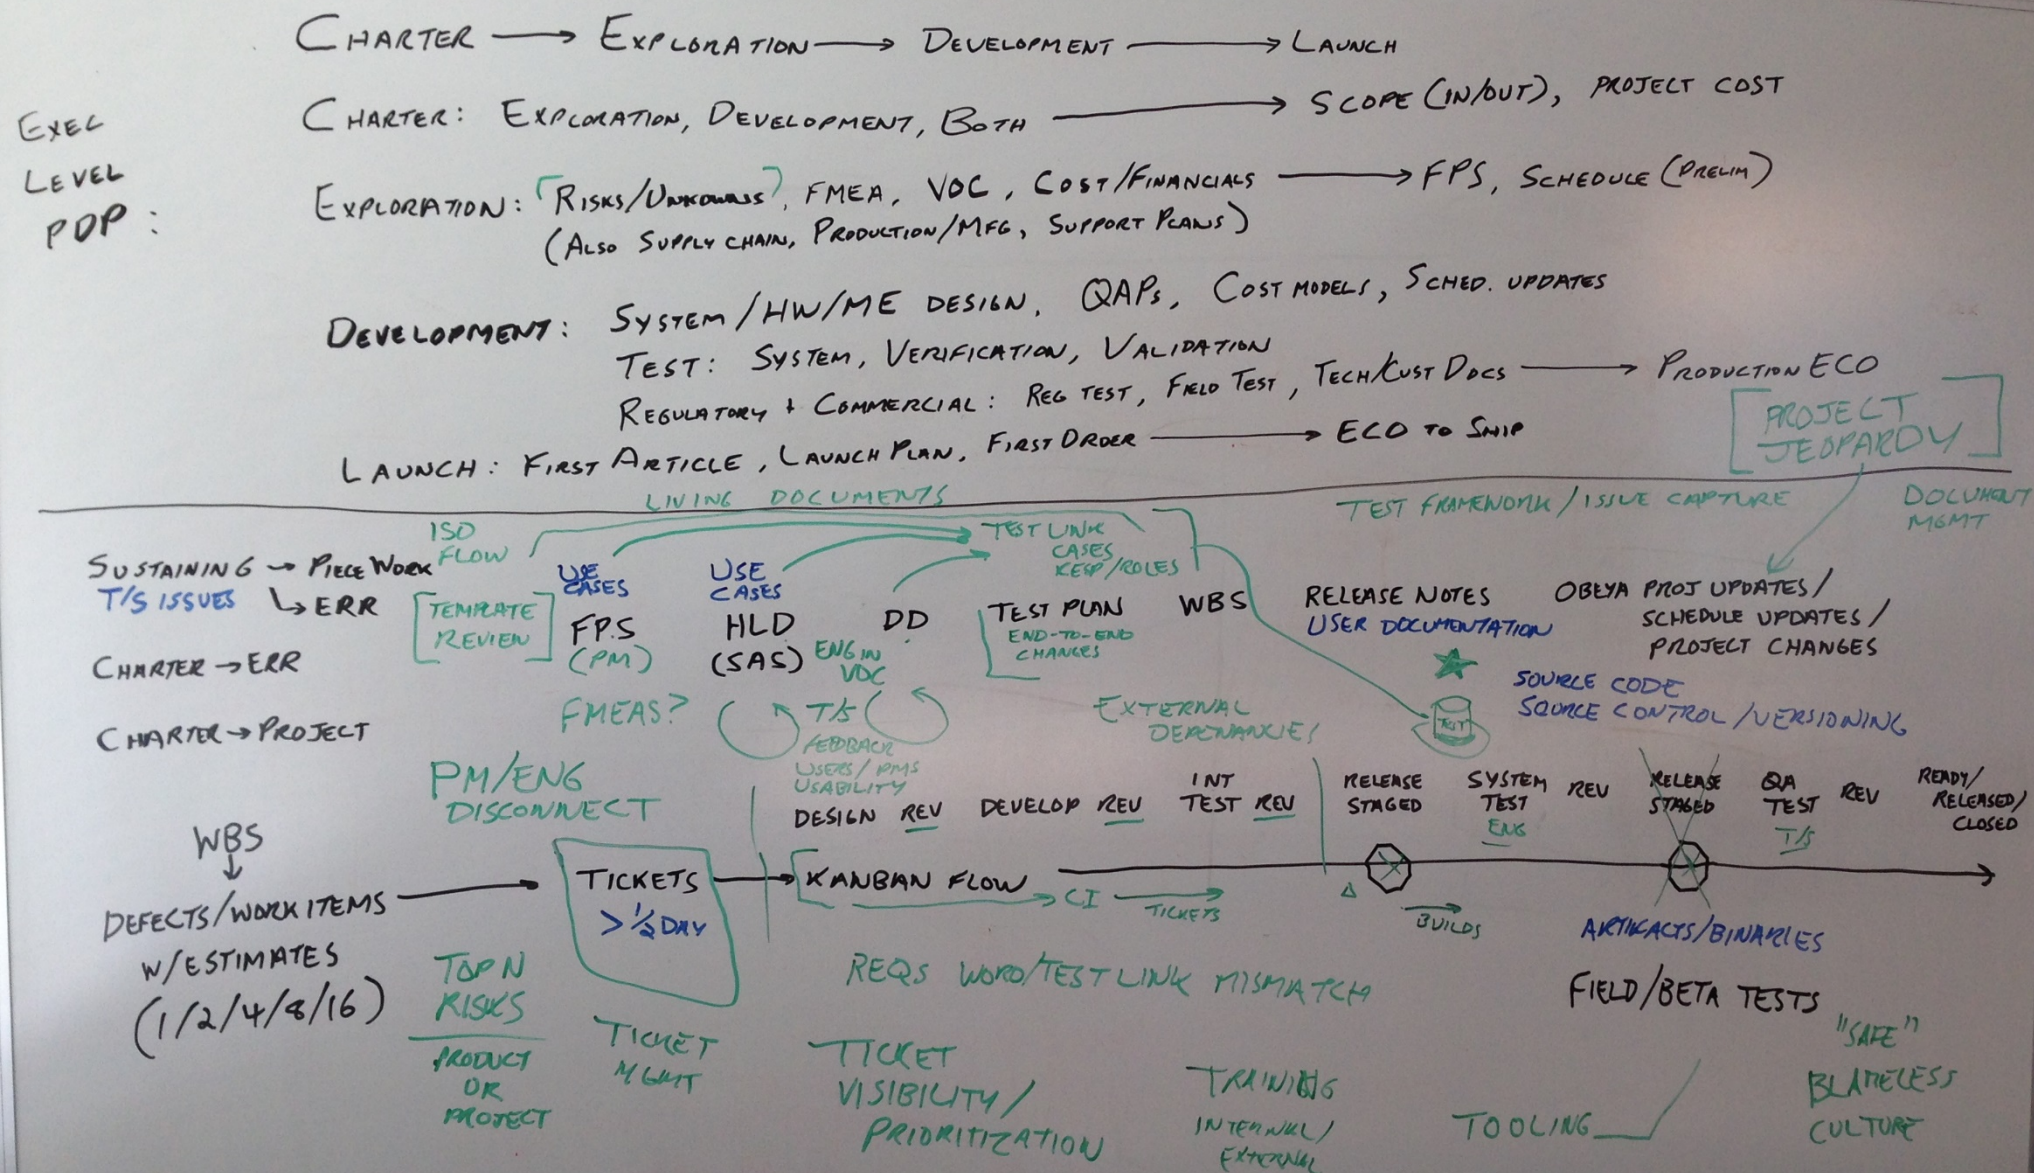 CHARTER → EXPLORATION → DEVELOPMENT → LAUNCH
EXEC
LEVEL
PDP:
CHARTER: EXPLORATION, DEVELOPMENT, BOTH → SCOPE (IN/OUT), PROJECT COST
EXPLORATION: RISKS/UNKNOWNS, FMEA, VOC, COST/FINANCIALS → FPS, SCHEDULE (PRELIM)
(ALSO SUPPLY CHAIN, PRODUCTION/MFG, SUPPORT PLANS)
DEVELOPMENT: SYSTEM/HW/ME DESIGN, QAPs, COST MODELS, SCHED. UPDATES
TEST: SYSTEM, VERIFICATION, VALIDATION
REGULATORY + COMMERCIAL: REG TEST, FIELD TEST, TECH/CUST DOCS → PRODUCTION ECO
LAUNCH: FIRST ARTICLE, LAUNCH PLAN, FIRST ORDER → ECO TO SHIP
[PROJECT
JEOPARDY]
LIVING DOCUMENTS
TEST FRAMEWORK/ISSUE CAPTURE
DOCUMENT
MGMT
ISO
FLOW
TEST LINK
CASES
RESP/ROLES
SUSTAINING → PIECE WORK
T/S ISSUES
↳ ERR
CHARTER → ERR
CHARTER → PROJECT
[TEMPLATE
REVIEW]
USE
CASES
FPS
(PM)
FMEAS?
USE
CASES
HLD
(SAS)
DD
ENG IN
VOC
T/S
FEEDBACK
USERS/PMS
USABILITY
TEST PLAN
END-TO-END
CHANGES
WBS
RELEASE NOTES
USER DOCUMENTATION
OBEYA PROJ UPDATES/
SCHEDULE UPDATES/
PROJECT CHANGES
SOURCE CODE
SOURCE CONTROL/VERSIONING
EXTERNAL
DEPENANCIES
PM/ENG
DISCONNECT
DESIGN REV DEVELOP REV
INT
TEST REV
RELEASE
STAGED
SYSTEM
TEST
ENG
REV
RELEASE
STAGED
QA
TEST
T/S
REV
READY/
RELEASED/
CLOSED
WBS
↓
DEFECTS/WORK ITEMS →
W/ESTIMATES
(1/2/4/8/16)
TICKETS →
> 1/2 DAY
KANBAN FLOW →
→ CI → TICKETS
Δ
BUILDS
ARTIFACTS/BINARIES
FIELD/BETA TESTS
TOP N
RISKS
PRODUCT
OR
PROJECT
TICKET
MGMT
REQS WORD/TEST LINK MISMATCH
TICKET
VISIBILITY/
PRIORITIZATION
TRAINING
INTERNAL/
EXTERNAL
TOOLING
"SAFE"
BLAMELESS
CULTURE